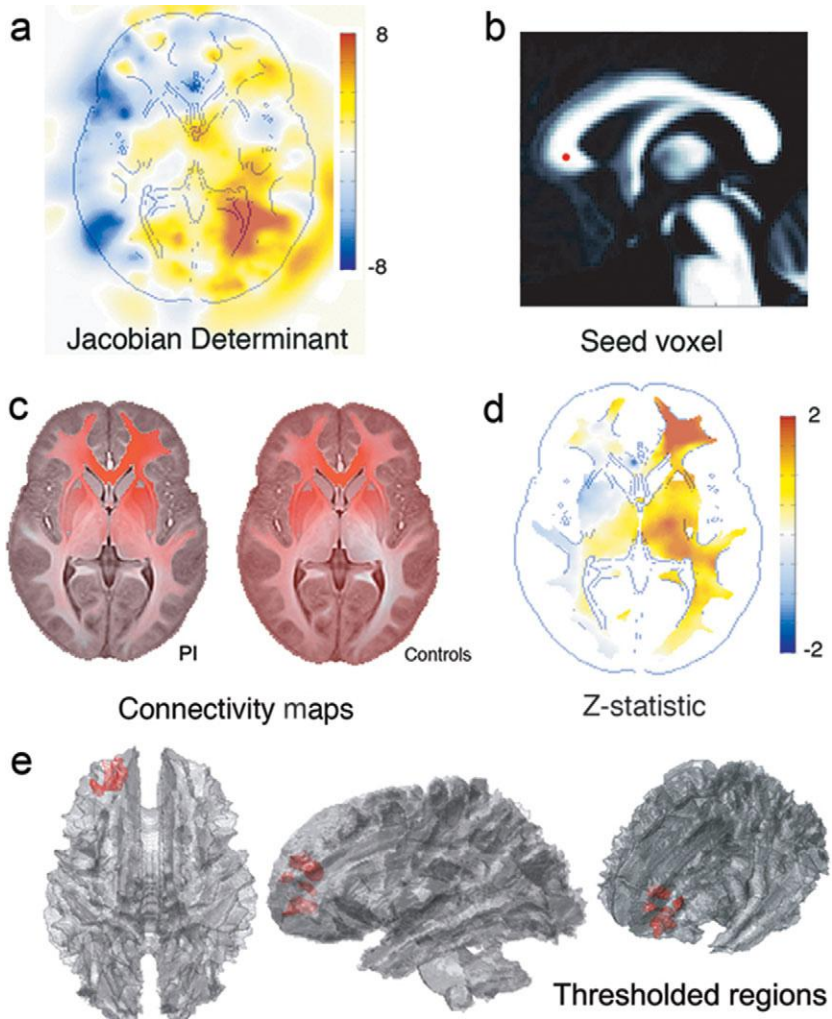 a
8
-8
Jacobian Determinant
b
Seed voxel
c
PI
Controls
Connectivity maps
d
2
-2
Z-statistic
e
Thresholded regions